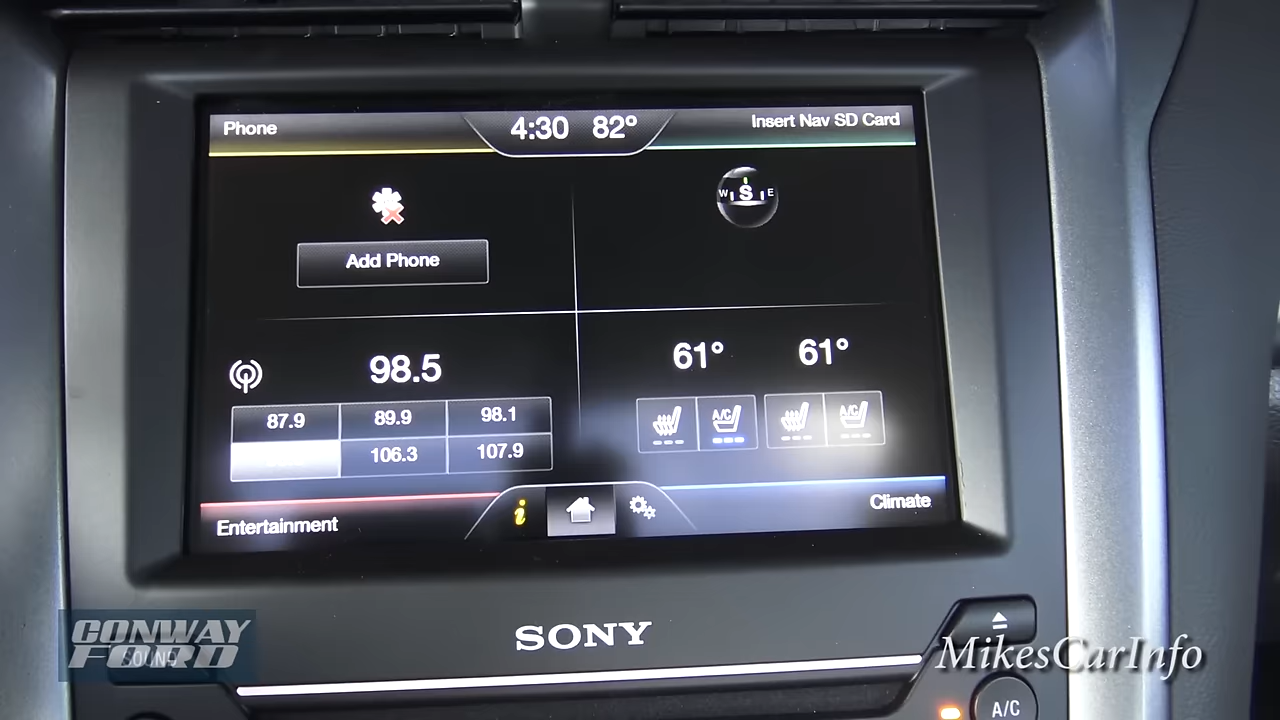 Phone
4:30 82°
Insert Nav SD Card
W S E
Add Phone
98.5
61° 61°
87.9 89.9 98.1
106.3 107.9
A/C A/C
Entertainment
i
Climate
SONY
CONWAY
FORD
SOUND
MikesCarInfo
A/C